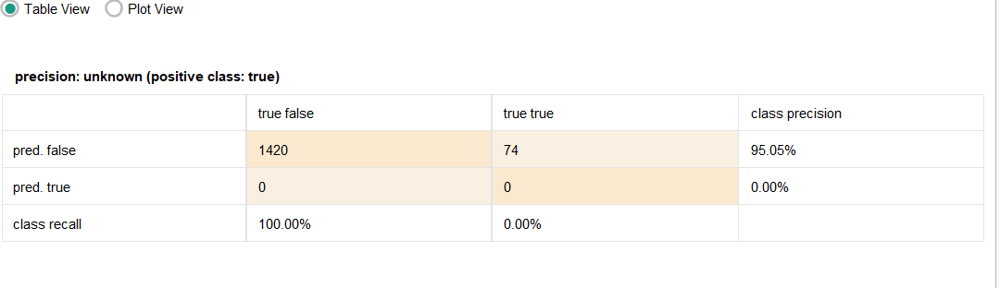 Table View Plot View
precision: unknown (positive class: true)
true false true true class precision
pred. false 1420 74 95.05%
pred. true 0 0 0.00%
class recall 100.00% 0.00%